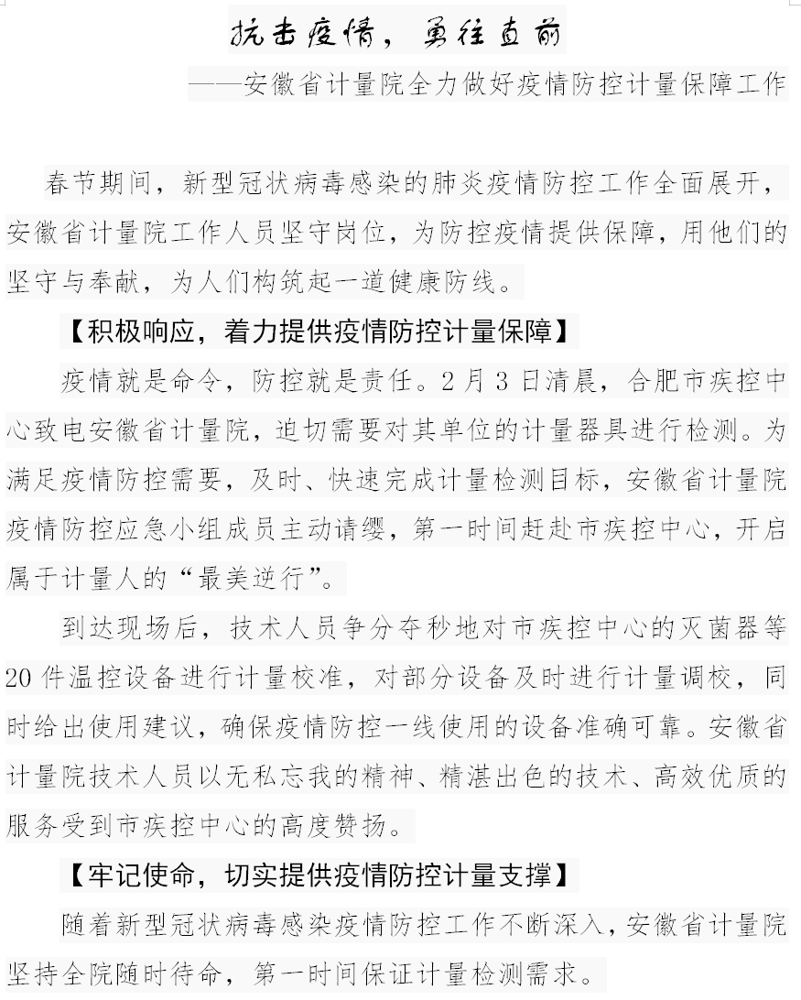 抗击疫情，勇往直前
——安徽省计量院全力做好疫情防控计量保障工作
春节期间，新型冠状病毒感染的肺炎疫情防控工作全面展开，
安徽省计量院工作人员坚守岗位，为防控疫情提供保障，用他们的
坚守与奉献，为人们构筑起一道健康防线。
【积极响应，着力提供疫情防控计量保障】
疫情就是命令，防控就是责任。2月3日清晨，合肥市疾控中
心致电安徽省计量院，迫切需要对其单位的计量器具进行检测。为
满足疫情防控需要，及时、快速完成计量检测目标，安徽省计量院
疫情防控应急小组成员主动请缨，第一时间赶赴市疾控中心，开启
属于计量人的“最美逆行”。
到达现场后，技术人员争分夺秒地对市疾控中心的灭菌器等
20件温控设备进行计量校准，对部分设备及时进行计量调校，同
时给出使用建议，确保疫情防控一线使用的设备准确可靠。安徽省
计量院技术人员以无私忘我的精神、精湛出色的技术、高效优质的
服务受到市疾控中心的高度赞扬。
【牢记使命，切实提供疫情防控计量支撑】
随着新型冠状病毒感染疫情防控工作不断深入，安徽省计量院
坚持全院随时待命，第一时间保证计量检测需求。